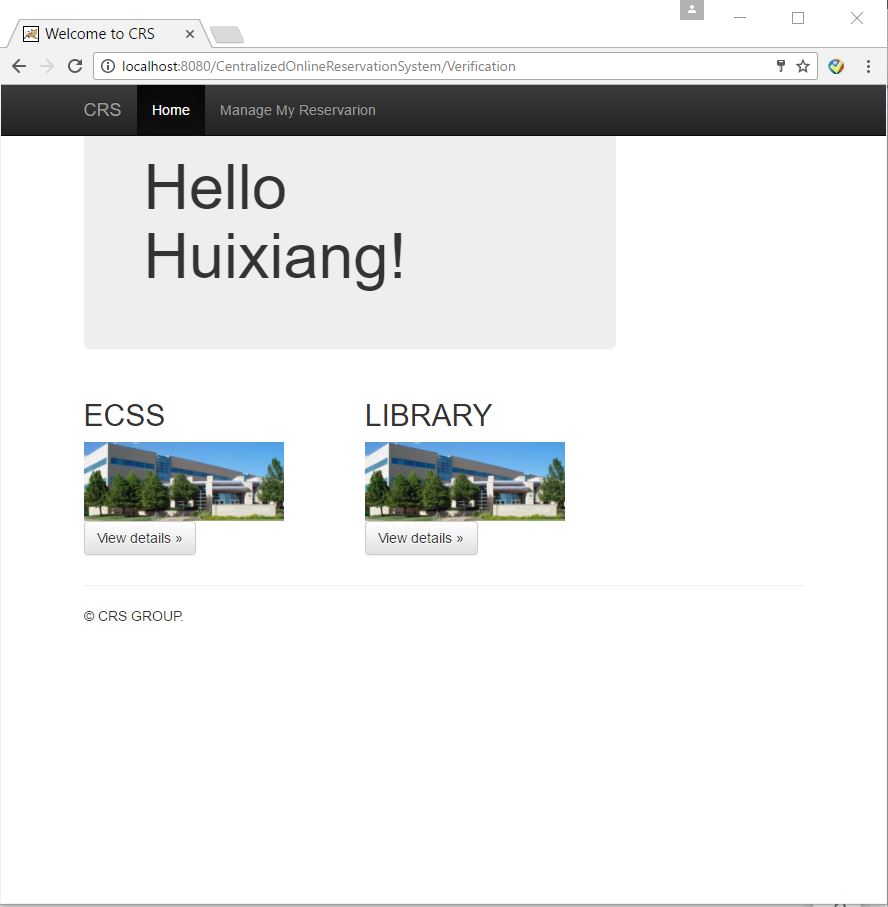 Welcome to CRS
localhost:8080/CentralizedOnlineReservationSystem/Verification
CRS Home Manage My Reservarion
Hello
Huixiang!
ECSS LIBRARY
View details » View details »
© CRS GROUP.